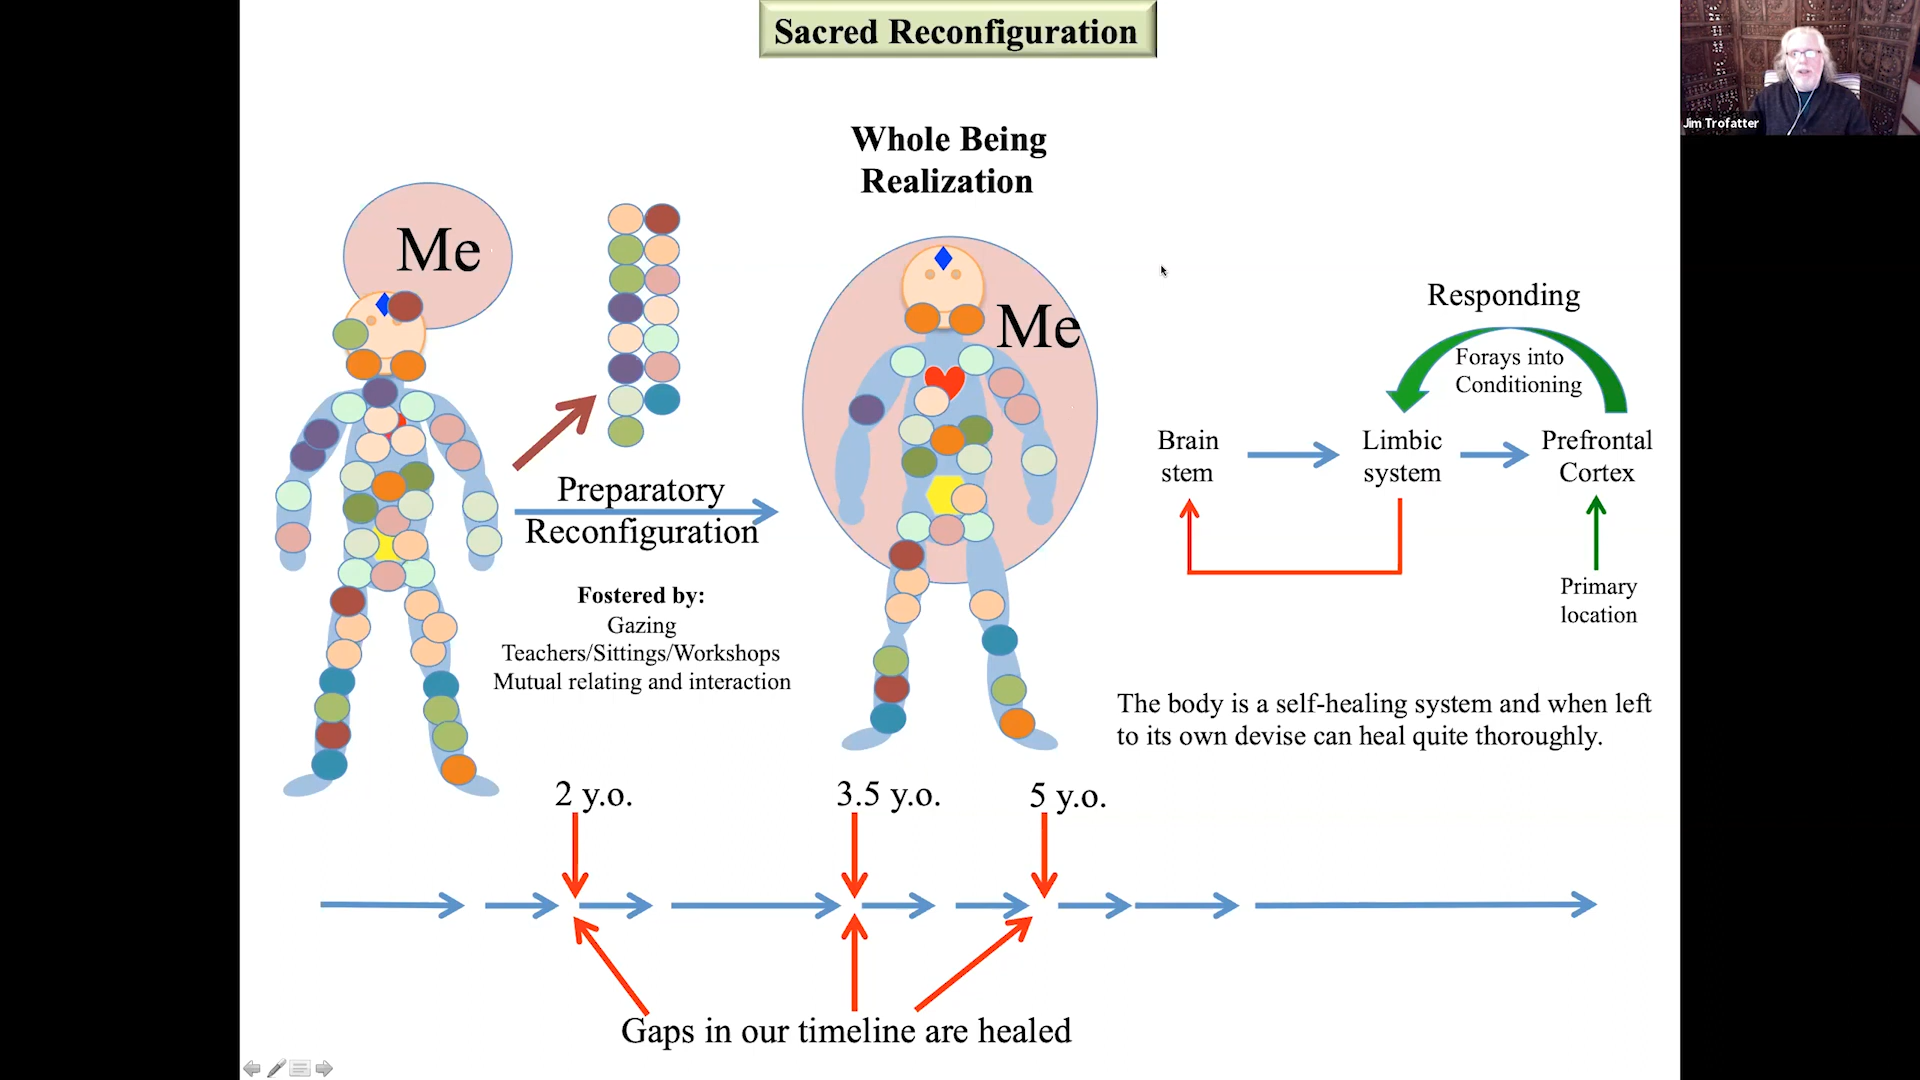 Sacred Reconfiguration
Jim Trofatter
Whole Being
Realization
Me
Me
Preparatory
Reconfiguration
Fostered by:
Gazing
Teachers/Sittings/Workshops
Mutual relating and interaction
Responding
Forays into
Conditioning
Brain
stem
Limbic
system
Prefrontal
Cortex
Primary
location
The body is a self-healing system and when left
to its own devise can heal quite thoroughly.
2 y.o.
3.5 y.o.
5 y.o.
Gaps in our timeline are healed